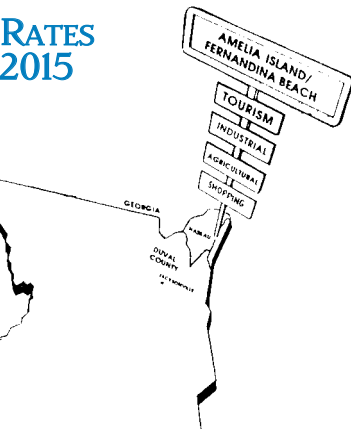 RATES
2015
AMELIA ISLAND/
FERNANDINA BEACH
TOURISM
INDUSTRIAL
AGRICULTURAL
SHOPPING
GEORGIA
NASSAU
DUVAL
COUNTY
JACKSONVILLE